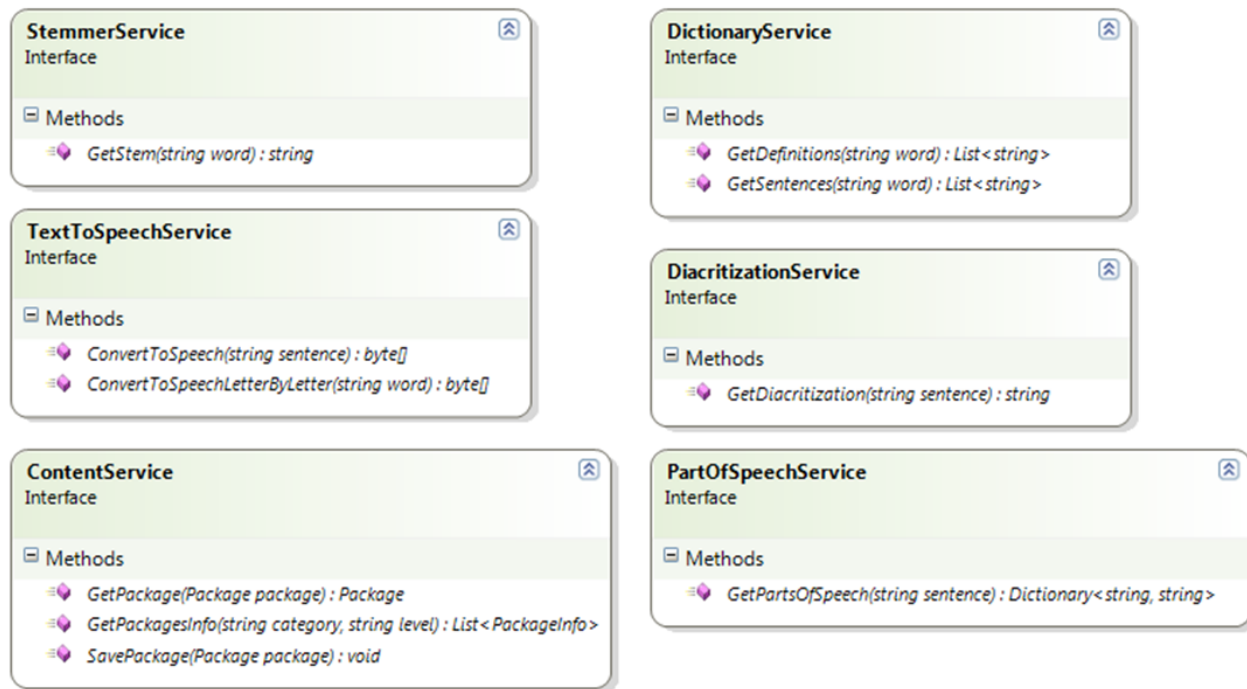 StemmerService
Interface
Methods
GetStem(string word) : string
DictionaryService
Interface
Methods
GetDefinitions(string word) : List<string>
GetSentences(string word) : List<string>
TextToSpeechService
Interface
Methods
ConvertToSpeech(string sentence) : byte[]
ConvertToSpeechLetterByLetter(string word) : byte[]
DiacritizationService
Interface
Methods
GetDiacritization(string sentence) : string
ContentService
Interface
Methods
GetPackage(Package package) : Package
GetPackagesInfo(string category, string level) : List<PackageInfo>
SavePackage(Package package) : void
PartOfSpeechService
Interface
Methods
GetPartsOfSpeech(string sentence) : Dictionary<string, string>